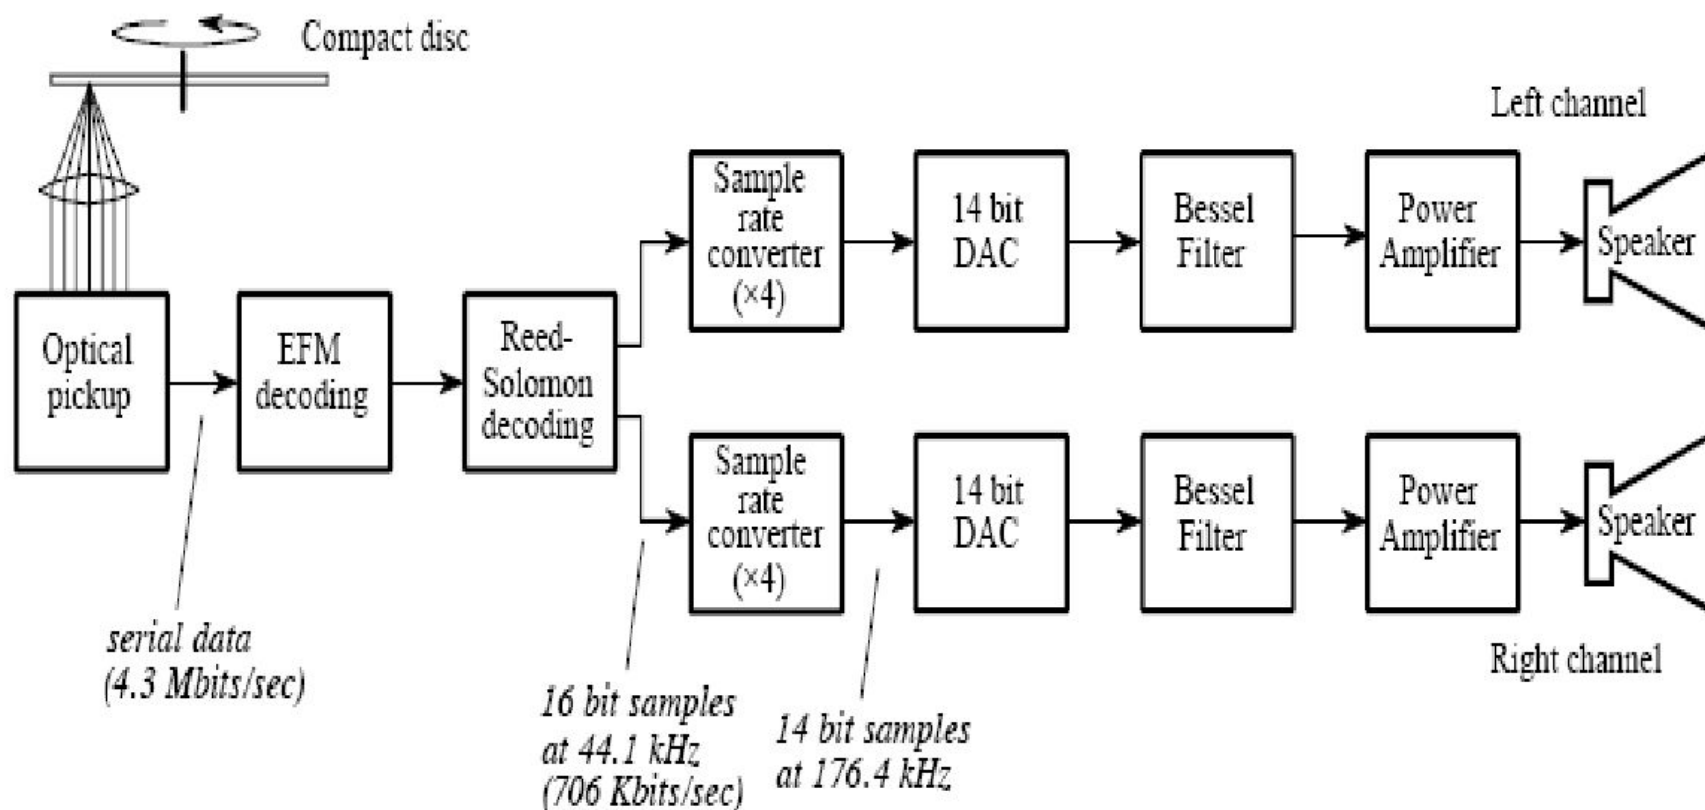 Compact disc
Left channel
Sample
rate
converter
(×4)
14 bit
DAC
Bessel
Filter
Power
Amplifier
Speaker
Optical
pickup
EFM
decoding
Reed-
Solomon
decoding
Sample
rate
converter
(×4)
14 bit
DAC
Bessel
Filter
Power
Amplifier
Speaker
serial data
(4.3 Mbits/sec)
16 bit samples
at 44.1 kHz
(706 Kbits/sec)
14 bit samples
at 176.4 kHz
Right channel